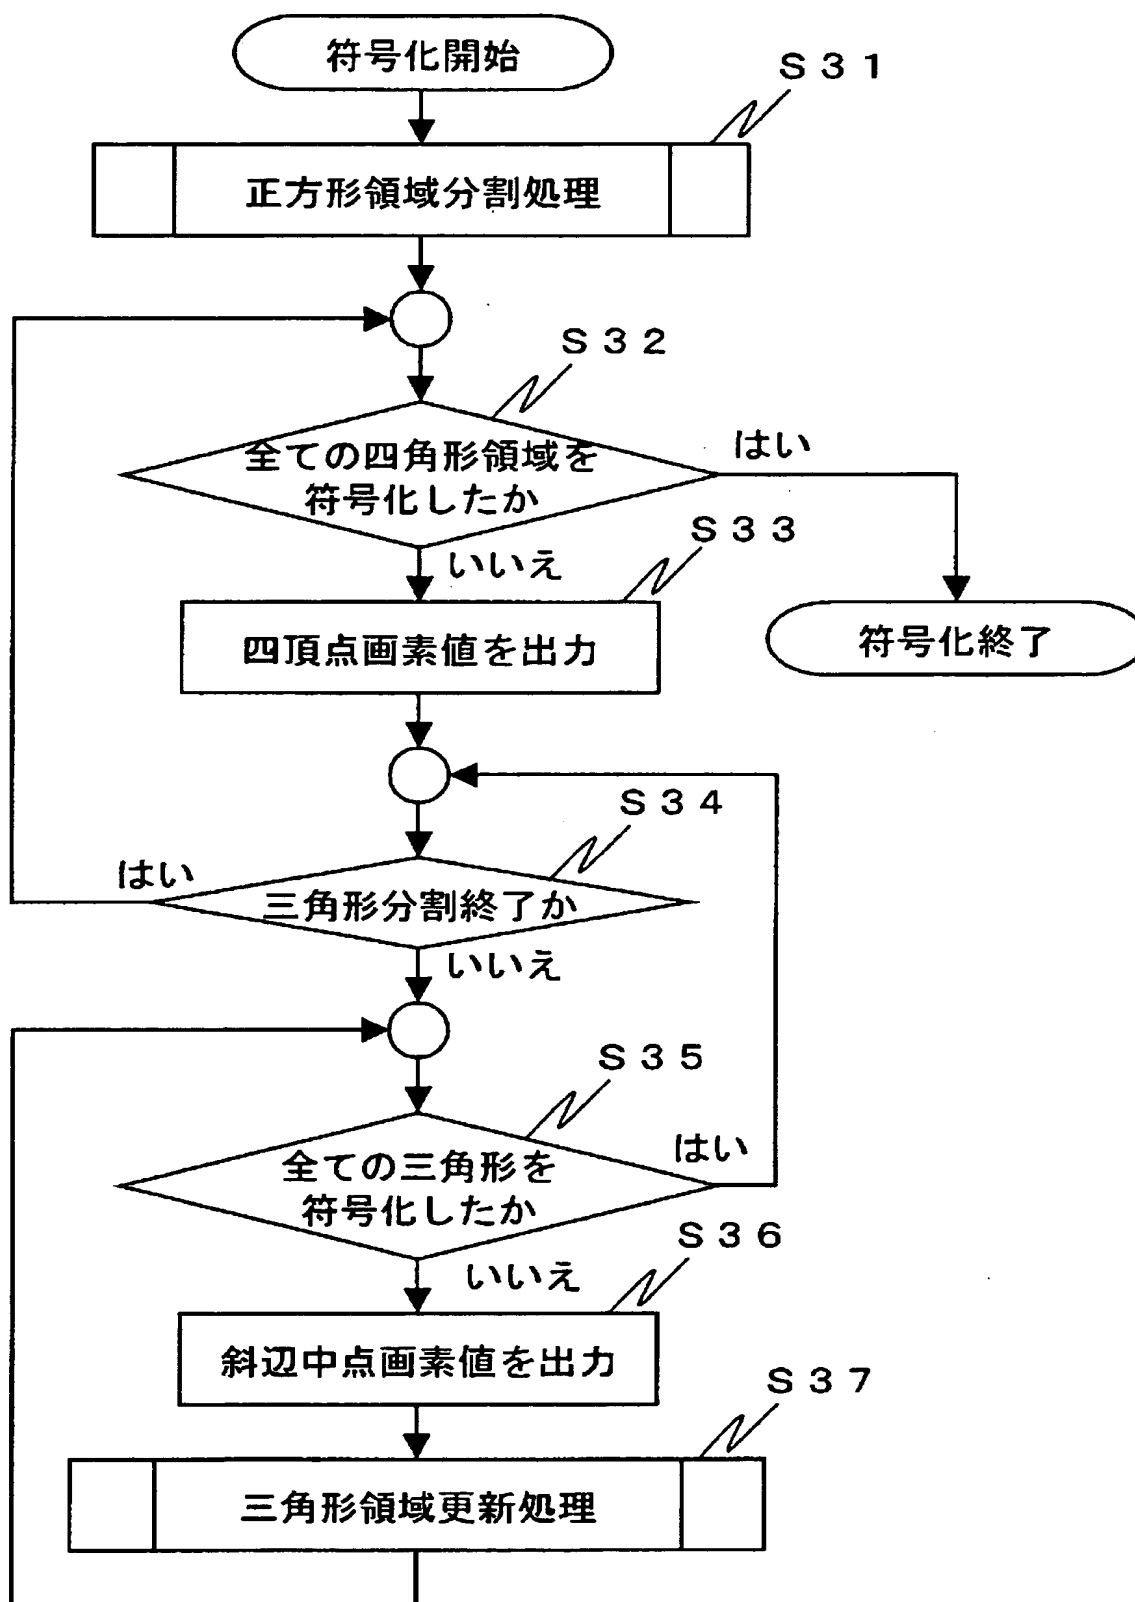 符号化開始
S31
正方形領域分割処理
S32
全ての四角形領域を
符号化したか
はい
いいえ
S33
四頂点画素値を出力
符号化終了
S34
はい
三角形分割終了か
いいえ
S35
全ての三角形を
符号化したか
はい
いいえ
S36
斜辺中点画素値を出力
S37
三角形領域更新処理